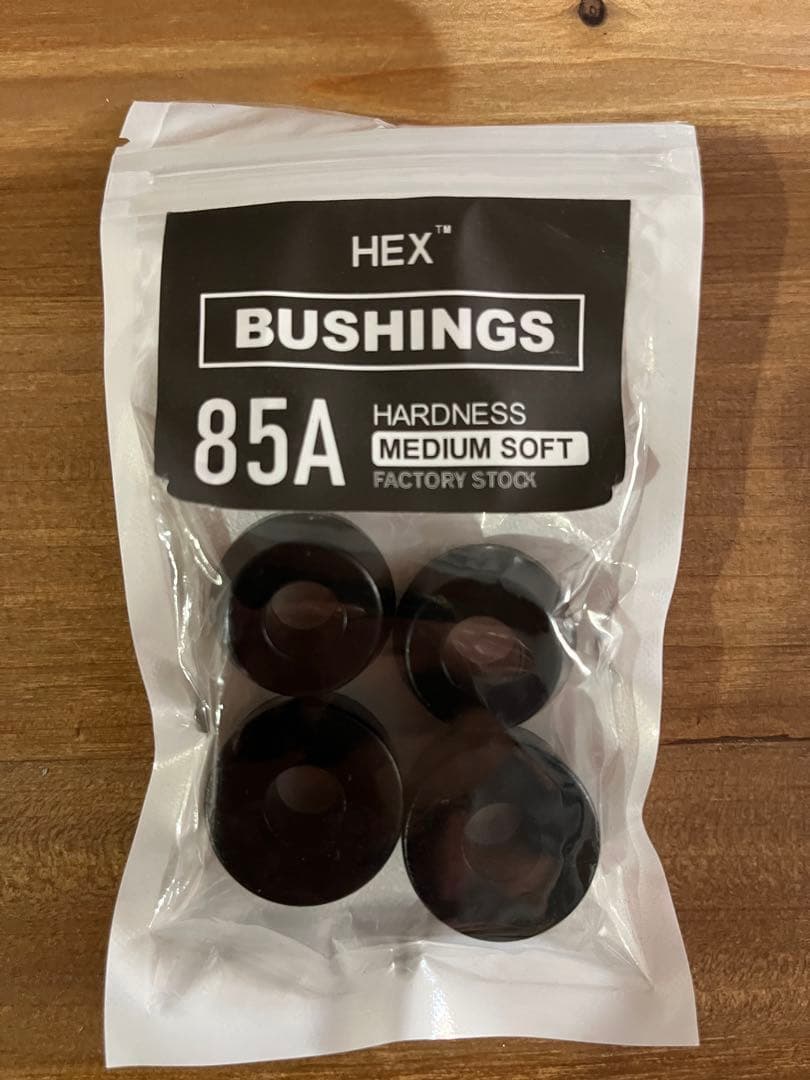 HEX™
BUSHINGS
85A
HARDNESS
MEDIUM SOFT
FACTORY STOCK